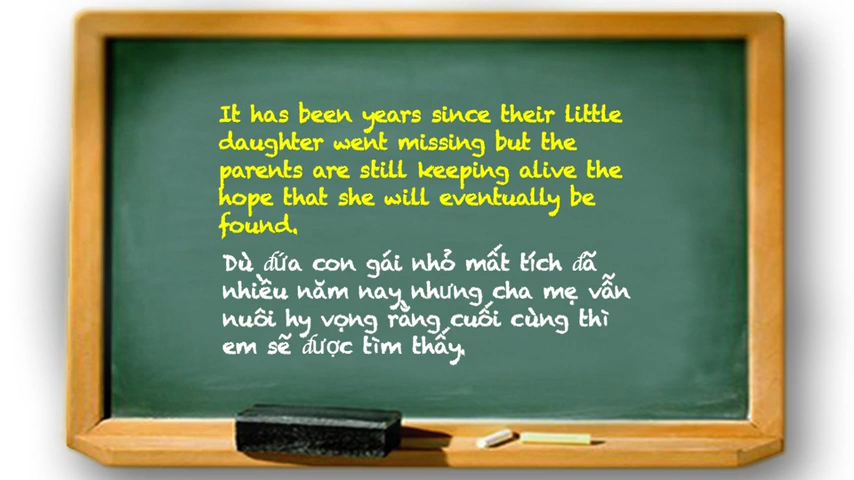 It has been years since their little
daughter went missing but the
parents are still keeping alive the
hope that she will eventually be
found.
Dù đứa con gái nhỏ mất tích đã
nhiều năm nay nhưng cha mẹ vẫn
nuôi hy vọng rằng cuối cùng thì
em sẽ được tìm thấy.